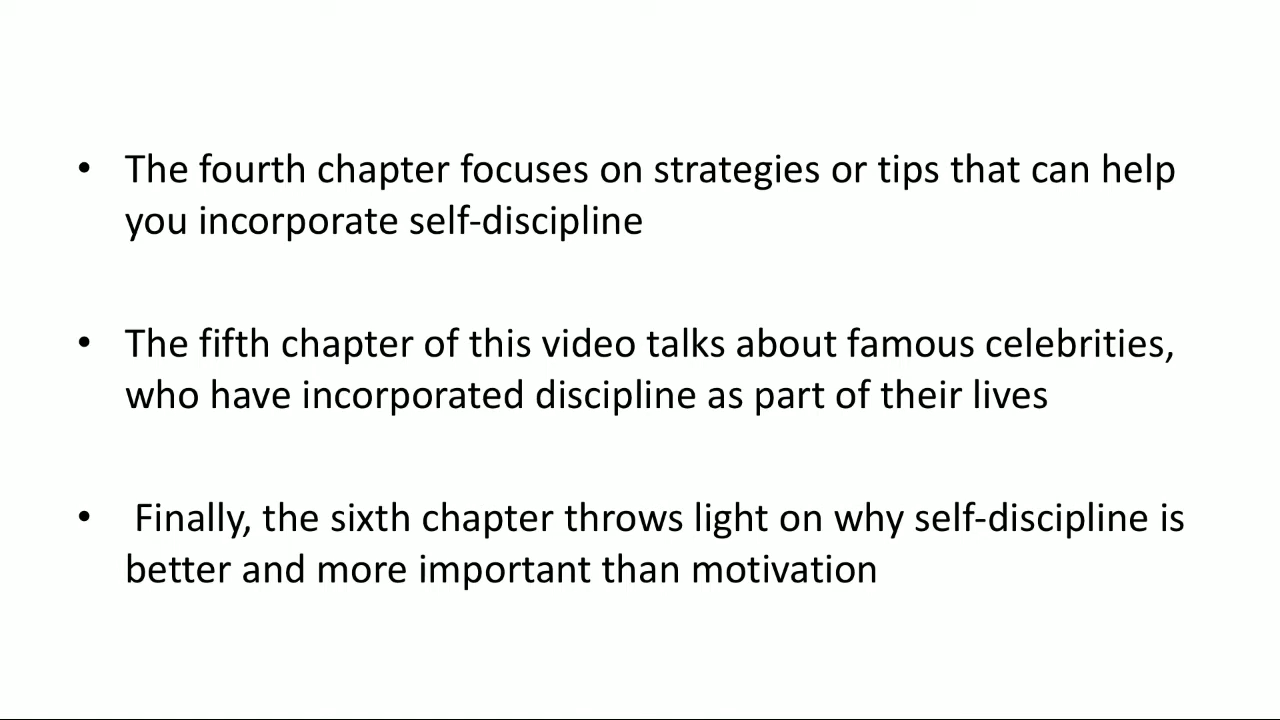 • The fourth chapter focuses on strategies or tips that can help
you incorporate self-discipline
• The fifth chapter of this video talks about famous celebrities,
who have incorporated discipline as part of their lives
• Finally, the sixth chapter throws light on why self-discipline is
better and more important than motivation